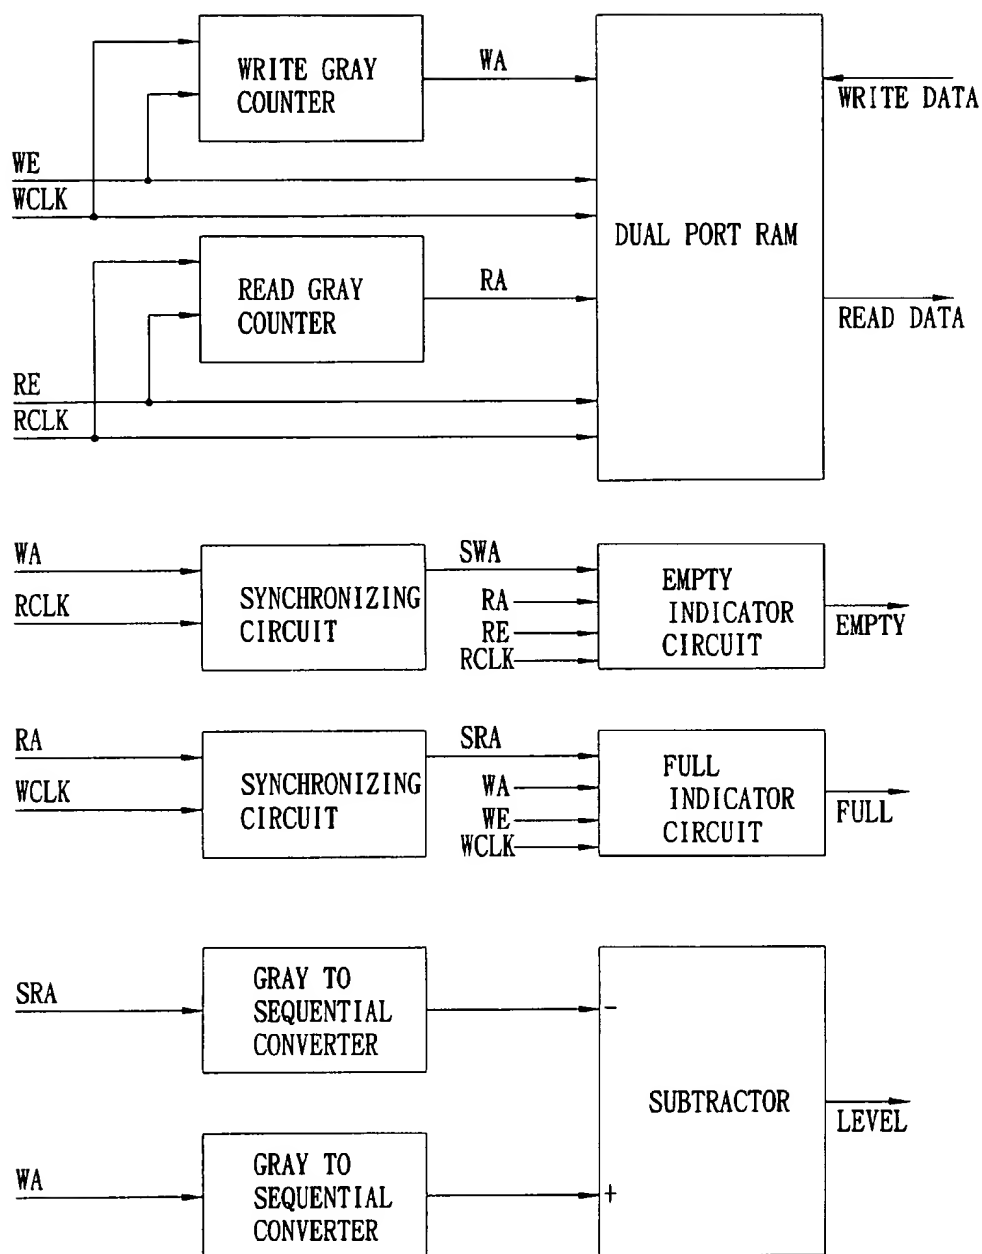 WRITE GRAY
COUNTER
WA
WRITE DATA
WE
WCLK
DUAL PORT RAM
READ GRAY
COUNTER
RA
READ DATA
RE
RCLK
WA
RCLK
SYNCHRONIZING
CIRCUIT
SWA
RA
RE
RCLK
EMPTY
INDICATOR
CIRCUIT
EMPTY
RA
WCLK
SYNCHRONIZING
CIRCUIT
SRA
WA
WE
WCLK
FULL
INDICATOR
CIRCUIT
FULL
SRA
GRAY TO
SEQUENTIAL
CONVERTER
-
SUBTRACTOR
LEVEL
WA
GRAY TO
SEQUENTIAL
CONVERTER
+